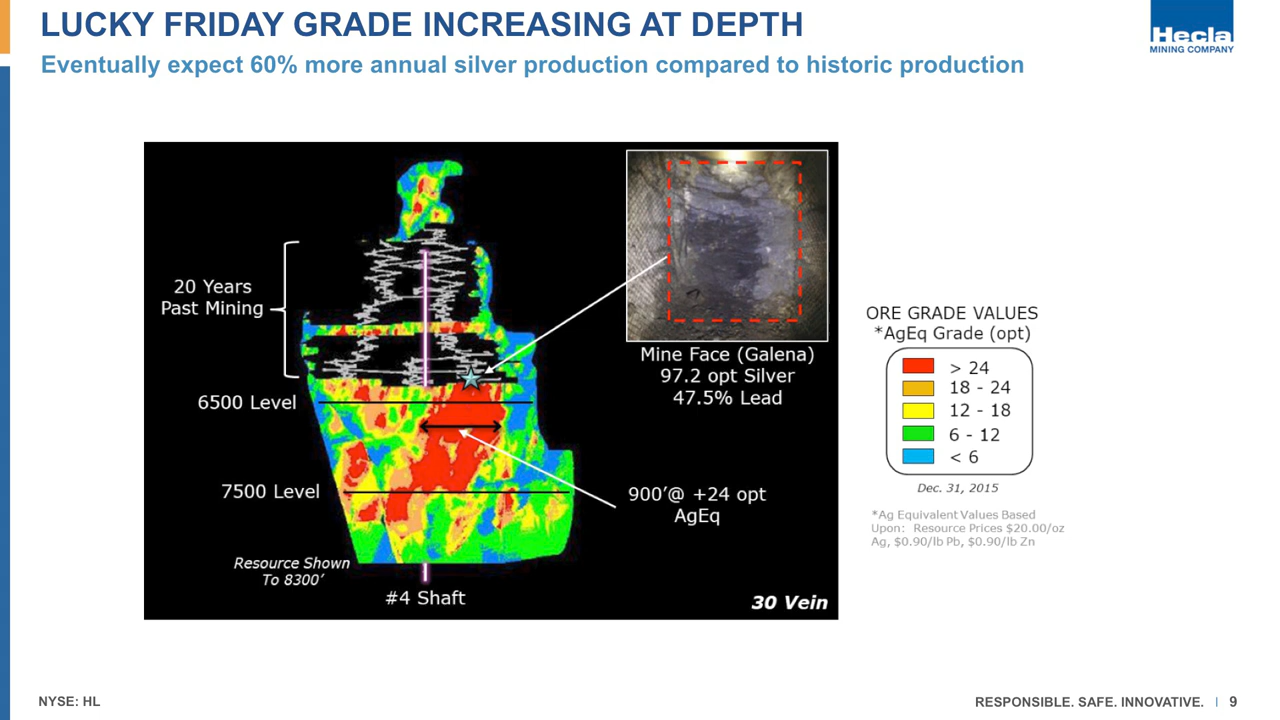 LUCKY FRIDAY GRADE INCREASING AT DEPTH
Eventually expect 60% more annual silver production compared to historic production
Hecla
MINING COMPANY
20 Years
Past Mining
6500 Level
7500 Level
Resource Shown
To 8300’
#4 Shaft
Mine Face (Galena)
97.2 opt Silver
47.5% Lead
900’@ +24 opt
AgEq
30 Vein
ORE GRADE VALUES
*AgEq Grade (opt)
> 24
18 - 24
12 - 18
6 - 12
< 6
Dec. 31, 2015
*Ag Equivalent Values Based
Upon: Resource Prices $20.00/oz
Ag, $0.90/lb Pb, $0.90/lb Zn
NYSE: HL
RESPONSIBLE. SAFE. INNOVATIVE. | 9